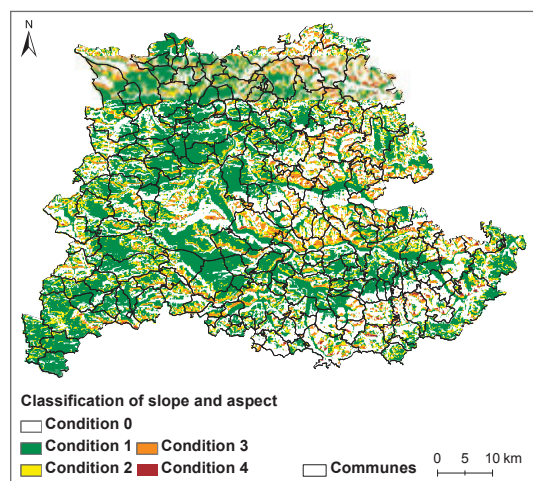 N
Classification of slope and aspect
Condition 0
Condition 1 Condition 3
Condition 2 Condition 4 Communes
0 5 10 km